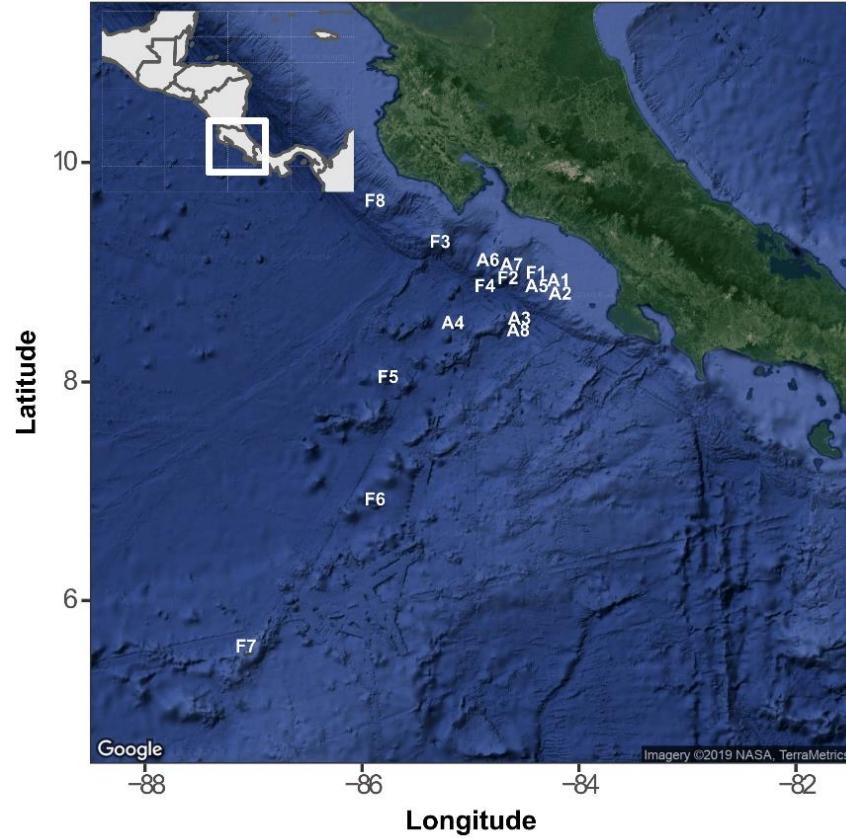 10
F8
F3
A6
A7
F1
F4
F2
A5
A1
A2
A3
A4
A8
8
F5
F6
6
F7
Google
Imagery ©2019 NASA, TerraMetrics
-88
-86
-84
-82
Latitude
Longitude